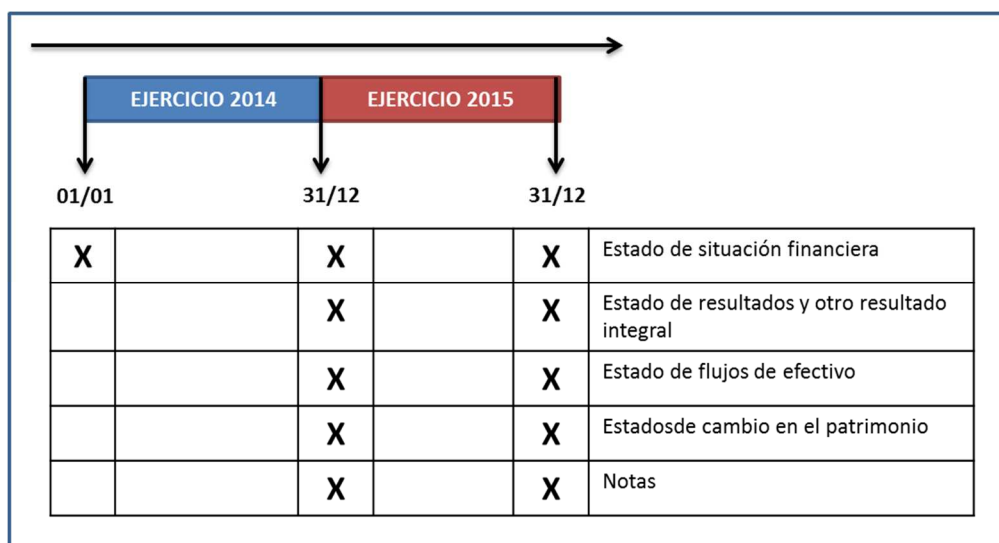 EJERCICIO 2014 EJERCICIO 2015
01/01 31/12 31/12
X X X Estado de situación financiera
X X Estado de resultados y otro resultado
integral
X X Estado de flujos de efectivo
X X Estadosde cambio en el patrimonio
X X Notas